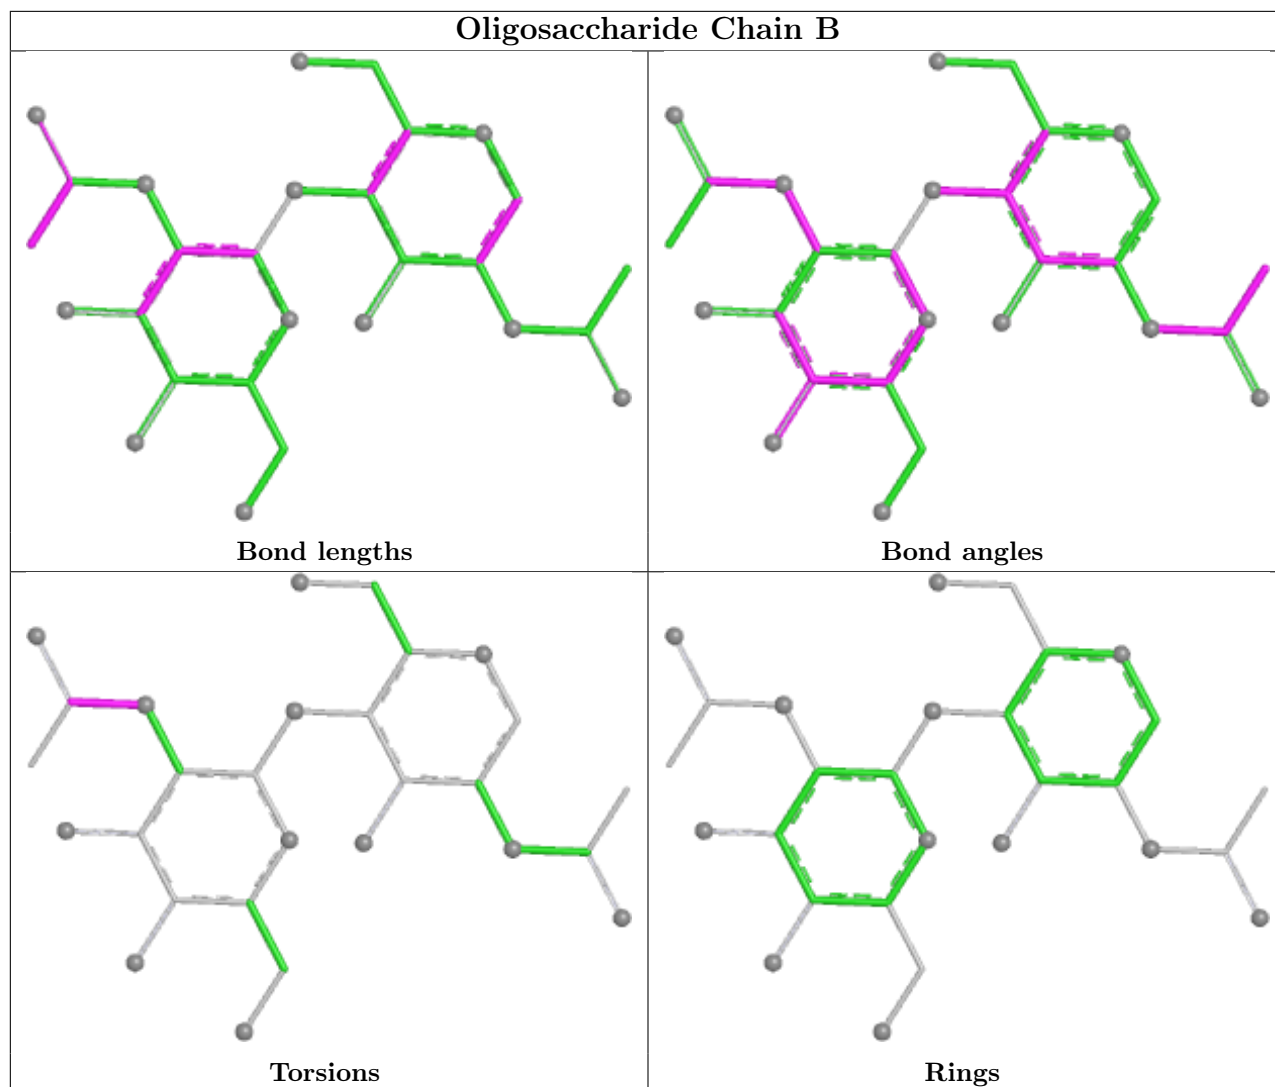 Oligosaccharide Chain B
Bond lengths
Bond angles
Torsions
Rings